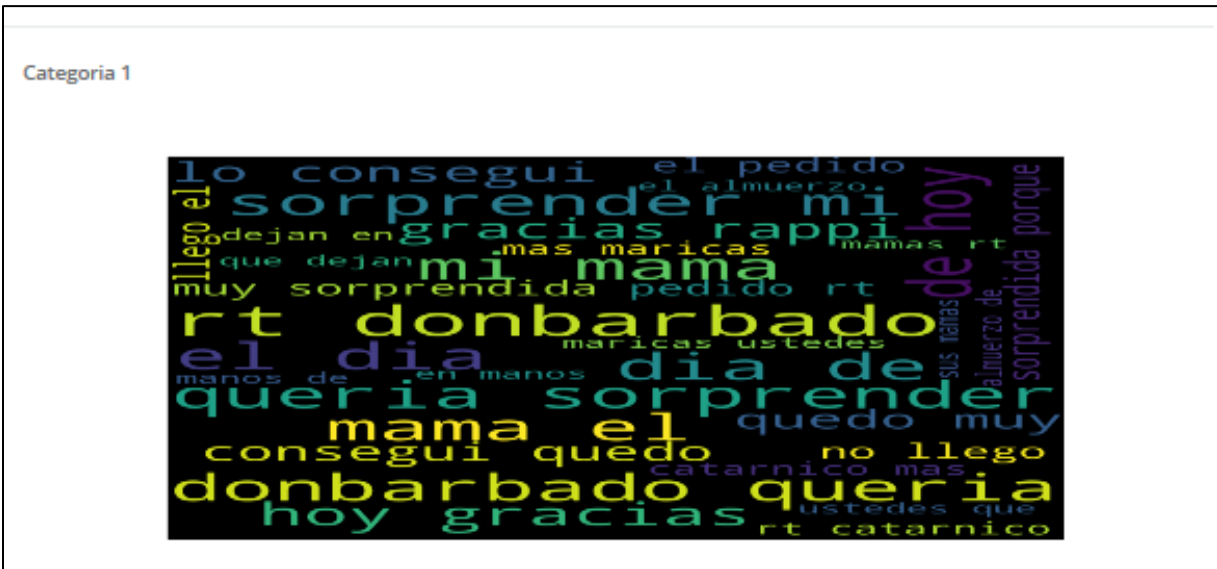 Categoria 1
lo consegui
el pedido
el almuerzo
sorprender mi
llego el
de hoy
sorprendida porque
dejan en
gracias rappi
mamas rt
mas maricas
que dejan
mi mama
muy sorprendida
pedido rt
rt donbarbado
maricas ustedes
sus mamas
almuerzo de
el dia
dia de
manos de
en manos
queria sorprender
mama el
quedo muy
consegui quedo
no llego
catarnico mas
donbarbado queria
ustedes que
hoy gracias
rt catarnico